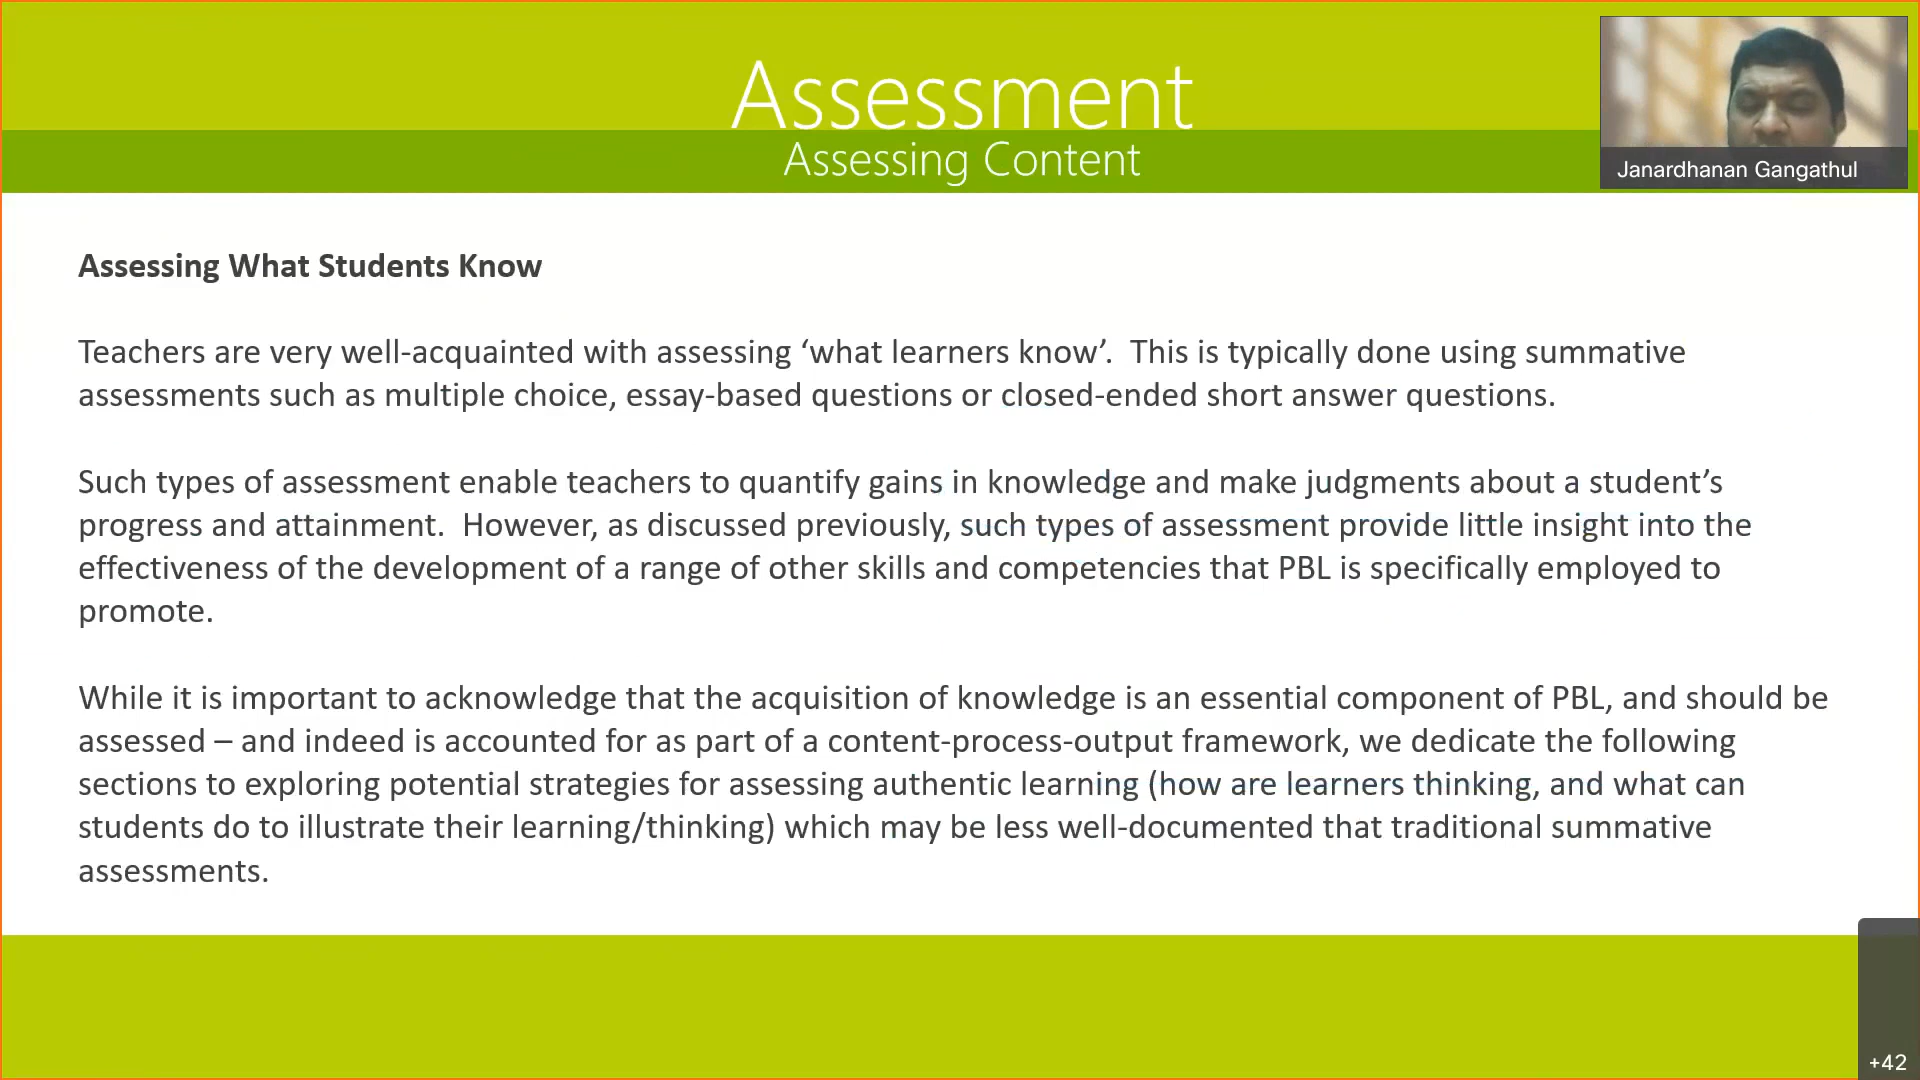 Assessment
Assessing Content
Janardhanan Gangathul
Assessing What Students Know
Teachers are very well-acquainted with assessing ‘what learners know’.  This is typically done using summative
assessments such as multiple choice, essay-based questions or closed-ended short answer questions.
Such types of assessment enable teachers to quantify gains in knowledge and make judgments about a student’s
progress and attainment.  However, as discussed previously, such types of assessment provide little insight into the
effectiveness of the development of a range of other skills and competencies that PBL is specifically employed to
promote.
While it is important to acknowledge that the acquisition of knowledge is an essential component of PBL, and should be
assessed – and indeed is accounted for as part of a content-process-output framework, we dedicate the following
sections to exploring potential strategies for assessing authentic learning (how are learners thinking, and what can
students do to illustrate their learning/thinking) which may be less well-documented that traditional summative
assessments.
+42